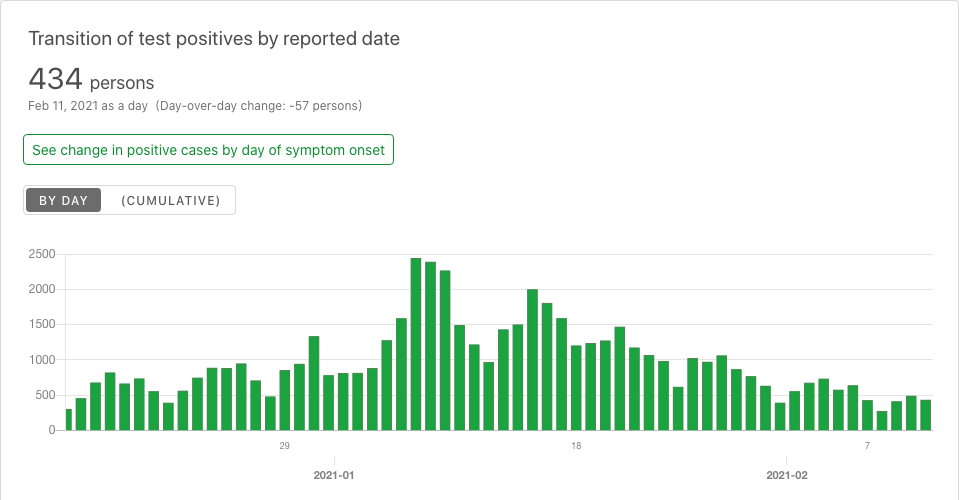 Transition of test positives by reported date
434 persons
Feb 11, 2021 as a day (Day-over-day change: -57 persons)
See change in positive cases by day of symptom onset
BY DAY (CUMULATIVE)
2500
2000
1500
1000
500
0
29 18 7
2021-01 2021-02